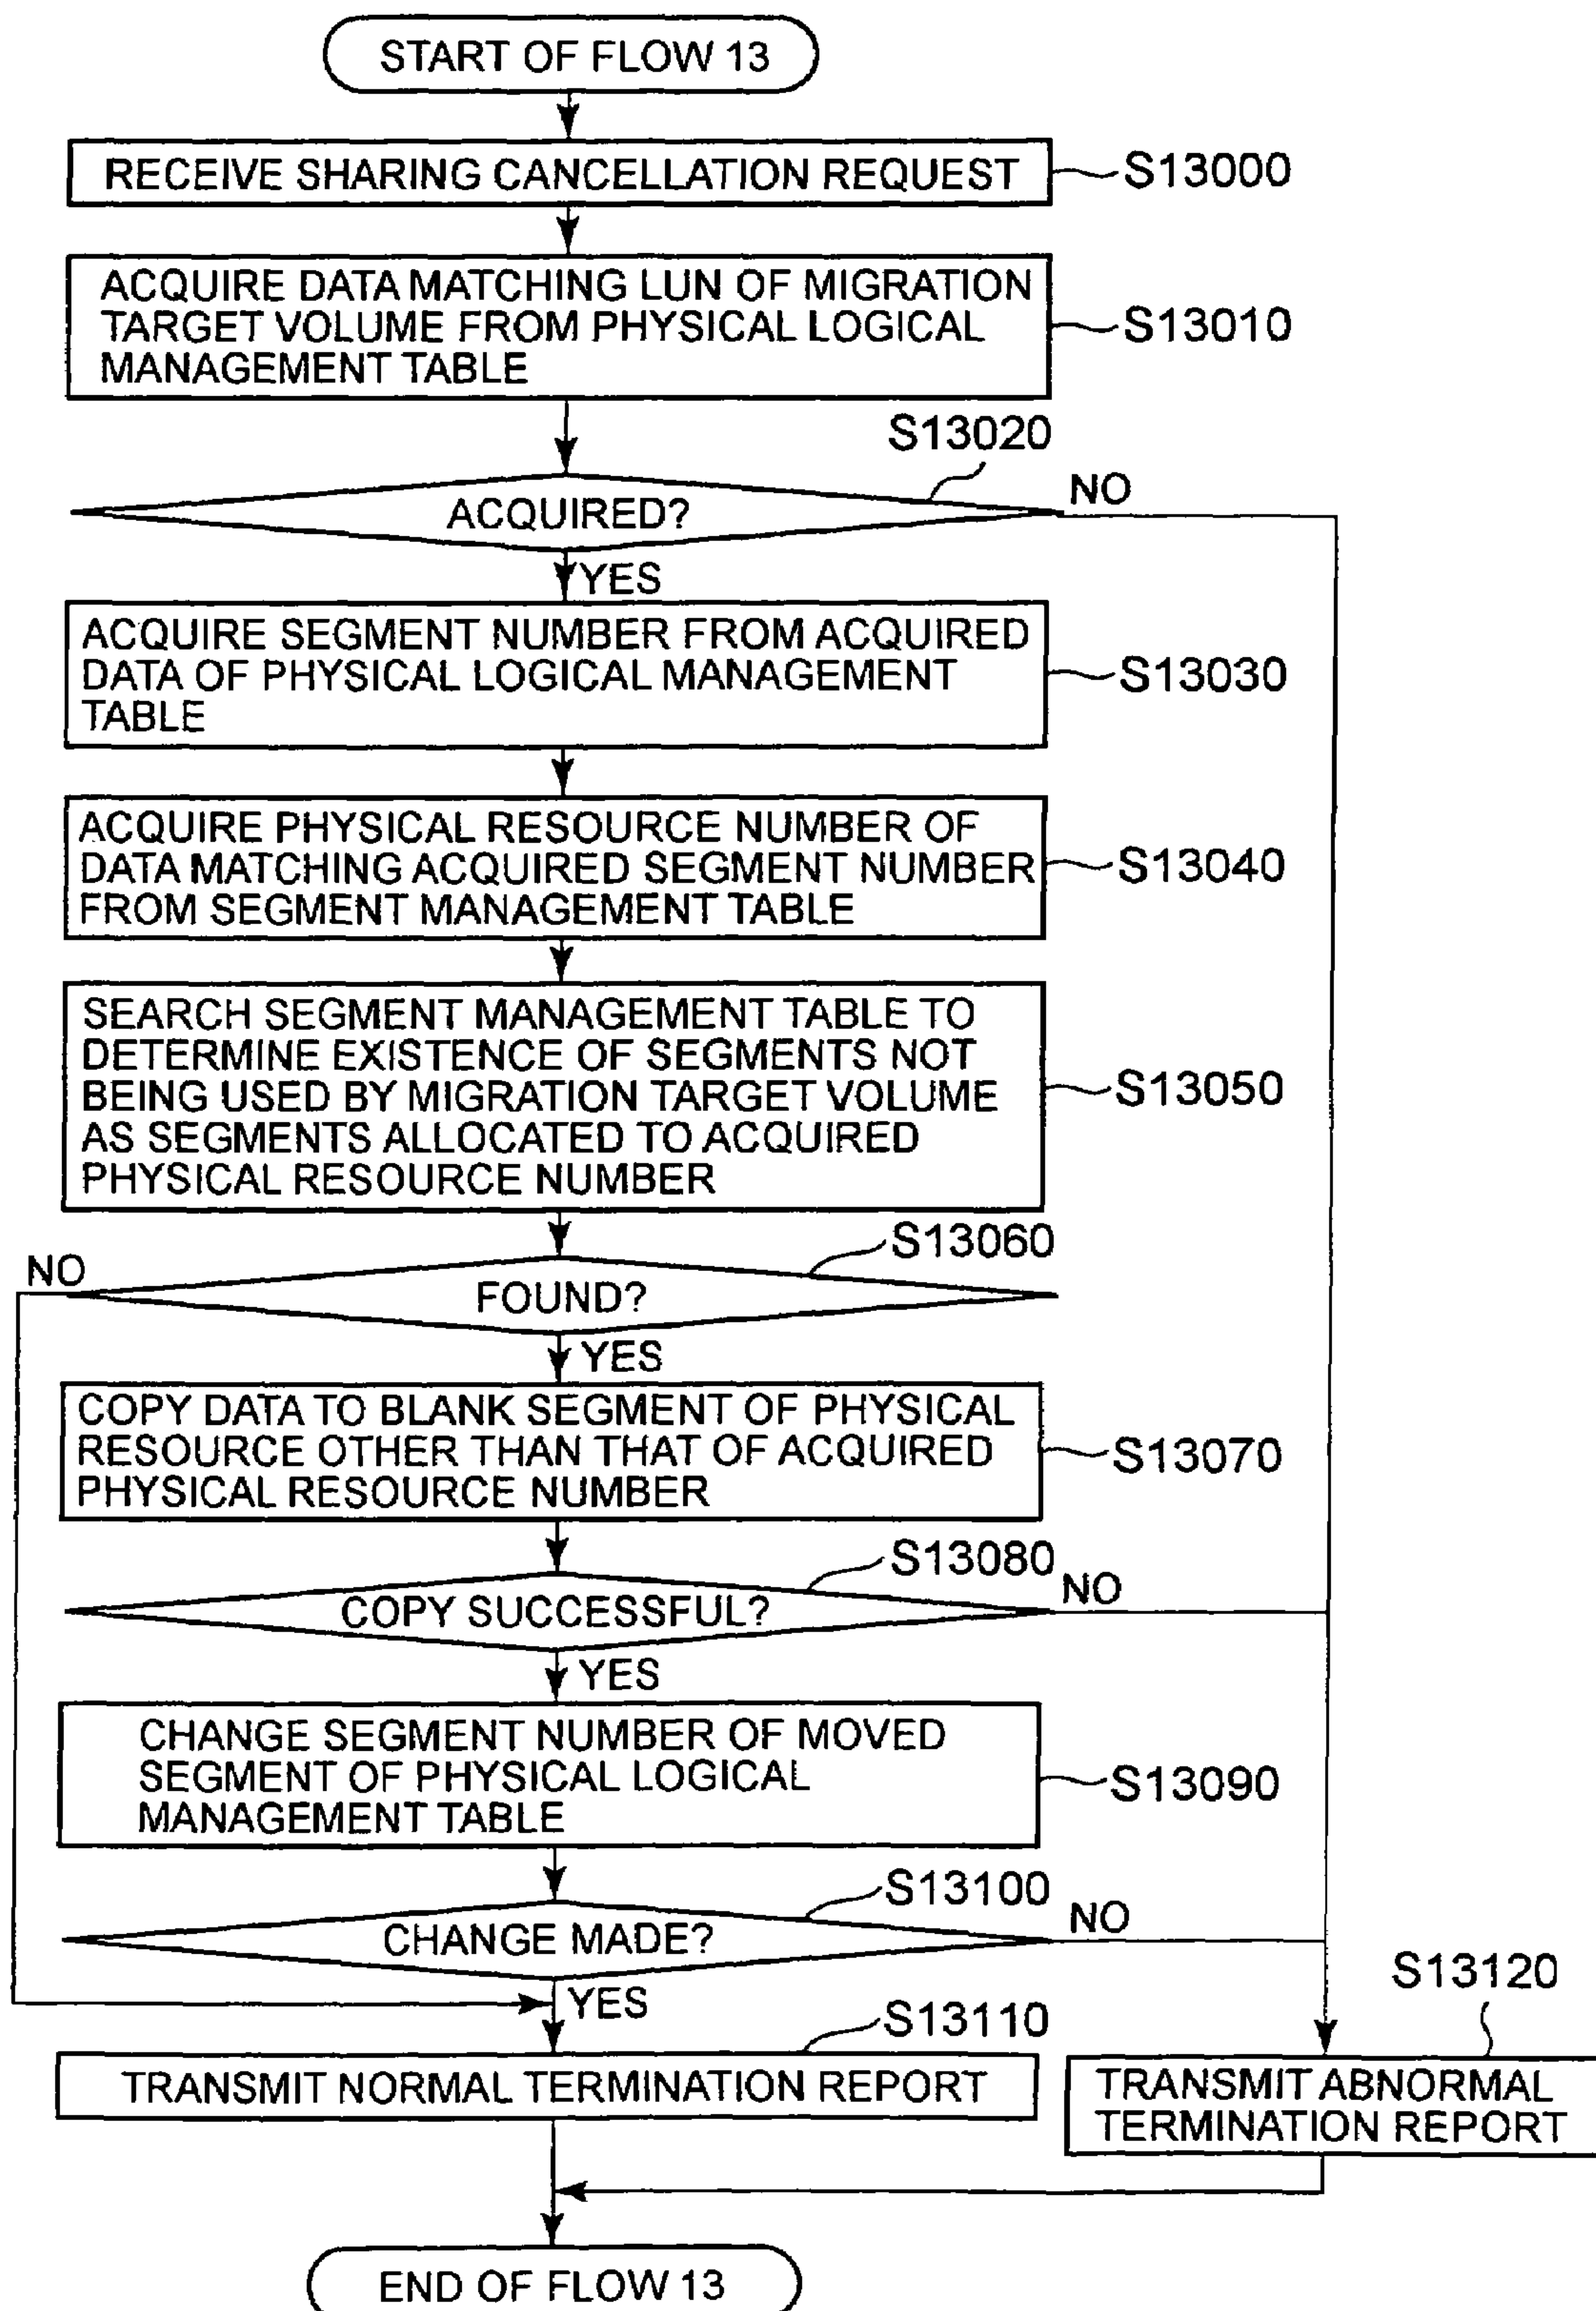 START OF FLOW 13
RECEIVE SHARING CANCELLATION REQUEST
S13000
ACQUIRE DATA MATCHING LUN OF MIGRATION
TARGET VOLUME FROM PHYSICAL LOGICAL
MANAGEMENT TABLE
S13010
S13020
ACQUIRED?
NO
YES
ACQUIRE SEGMENT NUMBER FROM ACQUIRED
DATA OF PHYSICAL LOGICAL MANAGEMENT
TABLE
S13030
ACQUIRE PHYSICAL RESOURCE NUMBER OF
DATA MATCHING ACQUIRED SEGMENT NUMBER
FROM SEGMENT MANAGEMENT TABLE
S13040
SEARCH SEGMENT MANAGEMENT TABLE TO
DETERMINE EXISTENCE OF SEGMENTS NOT
BEING USED BY MIGRATION TARGET VOLUME
AS SEGMENTS ALLOCATED TO ACQUIRED
PHYSICAL RESOURCE NUMBER
S13050
S13060
NO
FOUND?
YES
COPY DATA TO BLANK SEGMENT OF PHYSICAL
RESOURCE OTHER THAN THAT OF ACQUIRED
PHYSICAL RESOURCE NUMBER
S13070
S13080
COPY SUCCESSFUL?
NO
YES
CHANGE SEGMENT NUMBER OF MOVED
SEGMENT OF PHYSICAL LOGICAL
MANAGEMENT TABLE
S13090
S13100
CHANGE MADE?
NO
YES
S13110
TRANSMIT NORMAL TERMINATION REPORT
S13120
TRANSMIT ABNORMAL
TERMINATION REPORT
END OF FLOW 13